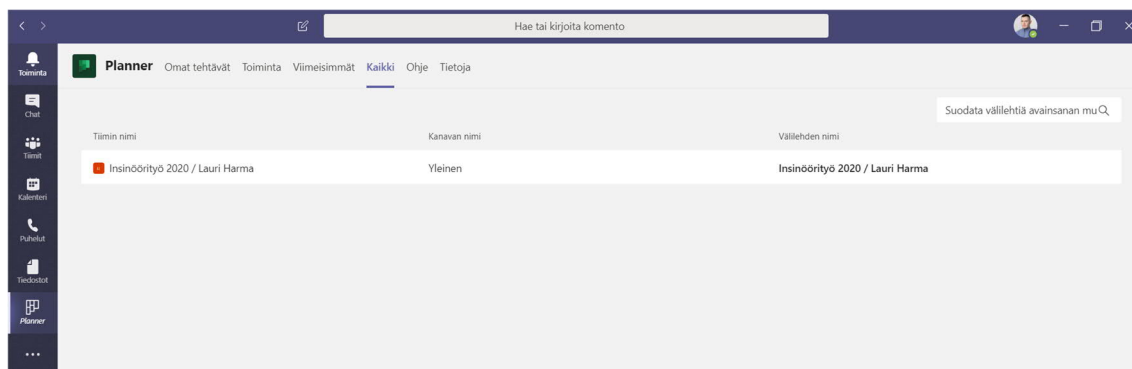 Hae tai kirjoita komento
Toiminta
Chat
Tiimit
Kalenteri
Puhelut
Tiedostot
Planner
Planner Omat tehtävät Toiminta Viimeisimmät Kaikki Ohje Tietoja
Suodata välilehtiä avainsanan mu
Tiimin nimi Kanavan nimi Välilehden nimi
Insinöörityö 2020 / Lauri Harma Yleinen Insinöörityö 2020 / Lauri Harma